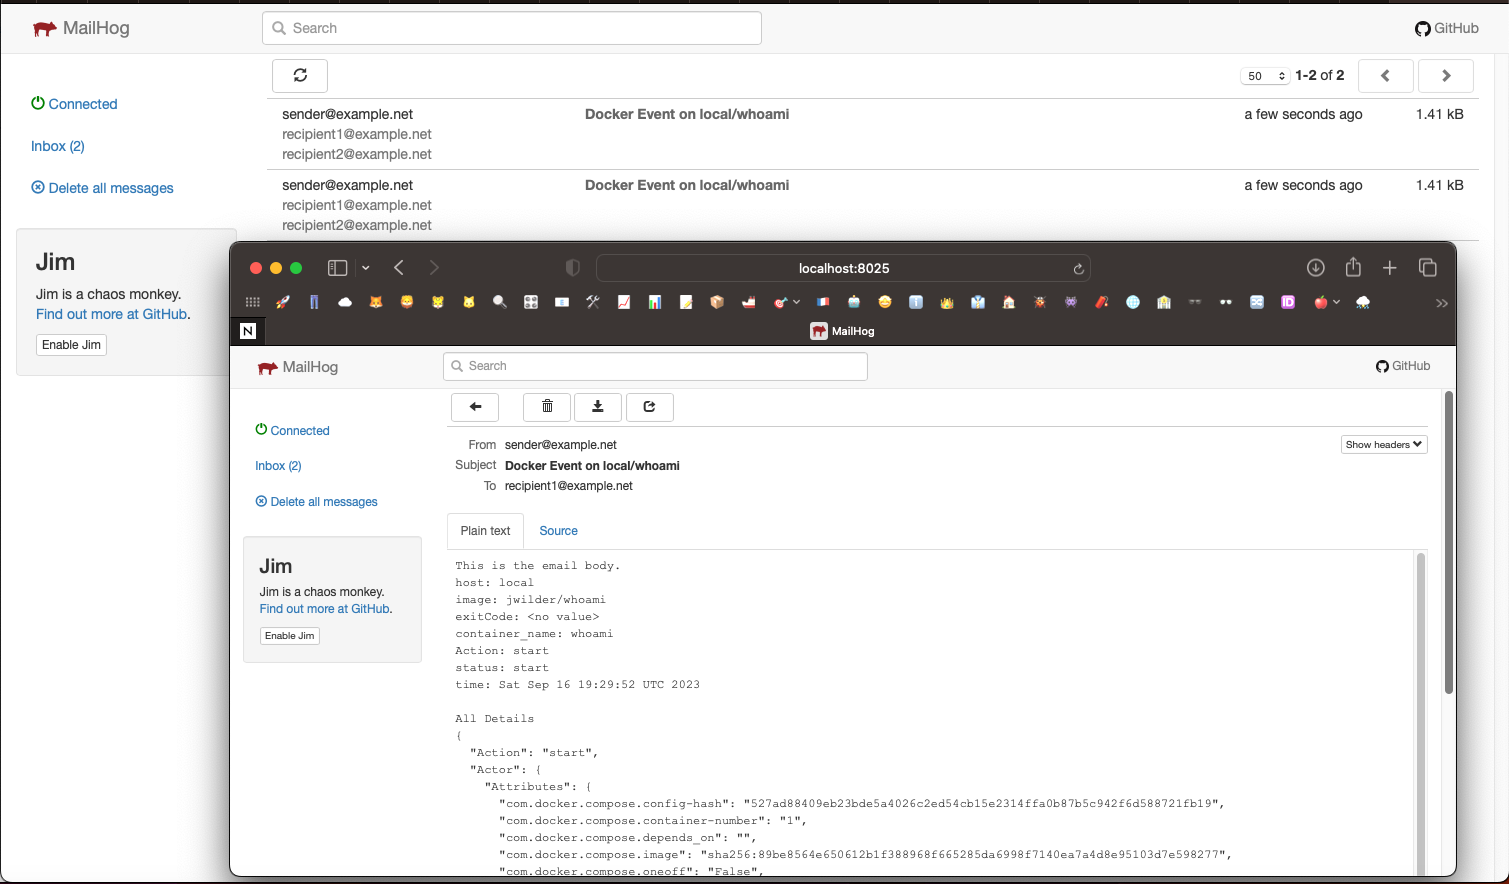 MailHog
Search
GitHub
50 1-2 of 2
Connected
Inbox (2)
Delete all messages
sender@example.net Docker Event on local/whoami a few seconds ago 1.41 kB
recipient1@example.net
recipient2@example.net
sender@example.net Docker Event on local/whoami a few seconds ago 1.41 kB
recipient1@example.net
recipient2@example.net
Jim
Jim is a chaos monkey.
Find out more at GitHub.
Enable Jim
localhost:8025
N
MailHog
MailHog
Search
GitHub
Connected
Inbox (2)
Delete all messages
Jim
Jim is a chaos monkey.
Find out more at GitHub.
Enable Jim
From sender@example.net
Show headers
Subject Docker Event on local/whoami
To recipient1@example.net
Plain text Source
This is the email body.
host: local
image: jwilder/whoami
exitCode: <no value>
container_name: whoami
Action: start
status: start
time: Sat Sep 16 19:29:52 UTC 2023
All Details
{
"Action": "start",
"Actor": {
"Attributes": {
"com.docker.compose.config-hash": "527ad88409eb23bde5a4026c2ed54cb15e2314ffa0b87b5c942f6d588721fb19",
"com.docker.compose.container-number": "1",
"com.docker.compose.depends_on": "",
"com.docker.compose.image": "sha256:89be8564e650612b1f388968f665285da6998f7140ea7a4d8e95103d7e598277",
"com.docker.compose.oneoff": "False",